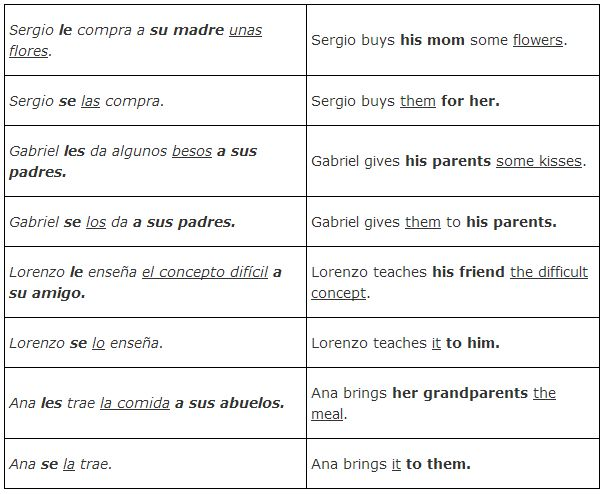 Sergio le compra a su madre unas
flores.
Sergio buys his mom some flowers.
Sergio se las compra.
Sergio buys them for her.
Gabriel les da algunos besos a sus
padres.
Gabriel gives his parents some kisses.
Gabriel se los da a sus padres.
Gabriel gives them to his parents.
Lorenzo le enseña el concepto difícil a
su amigo.
Lorenzo teaches his friend the difficult
concept.
Lorenzo se lo enseña.
Lorenzo teaches it to him.
Ana les trae la comida a sus abuelos.
Ana brings her grandparents the
meal.
Ana se la trae.
Ana brings it to them.